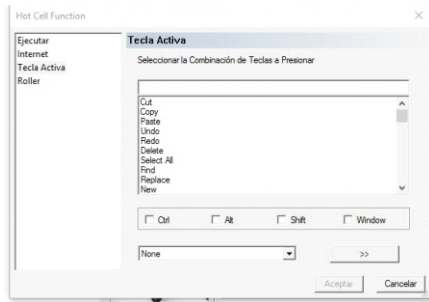 Hot Cell Function
Ejecutar
Internet
Tecla Activa
Roller
Tecla Activa
Seleccionar la Combinación de Teclas a Presionar
Cut
Copy
Paste
Undo
Redo
Delete
Select All
Find
Replace
New
Ctrl
Alt
Shift
Window
None
>>
Aceptar
Cancelar